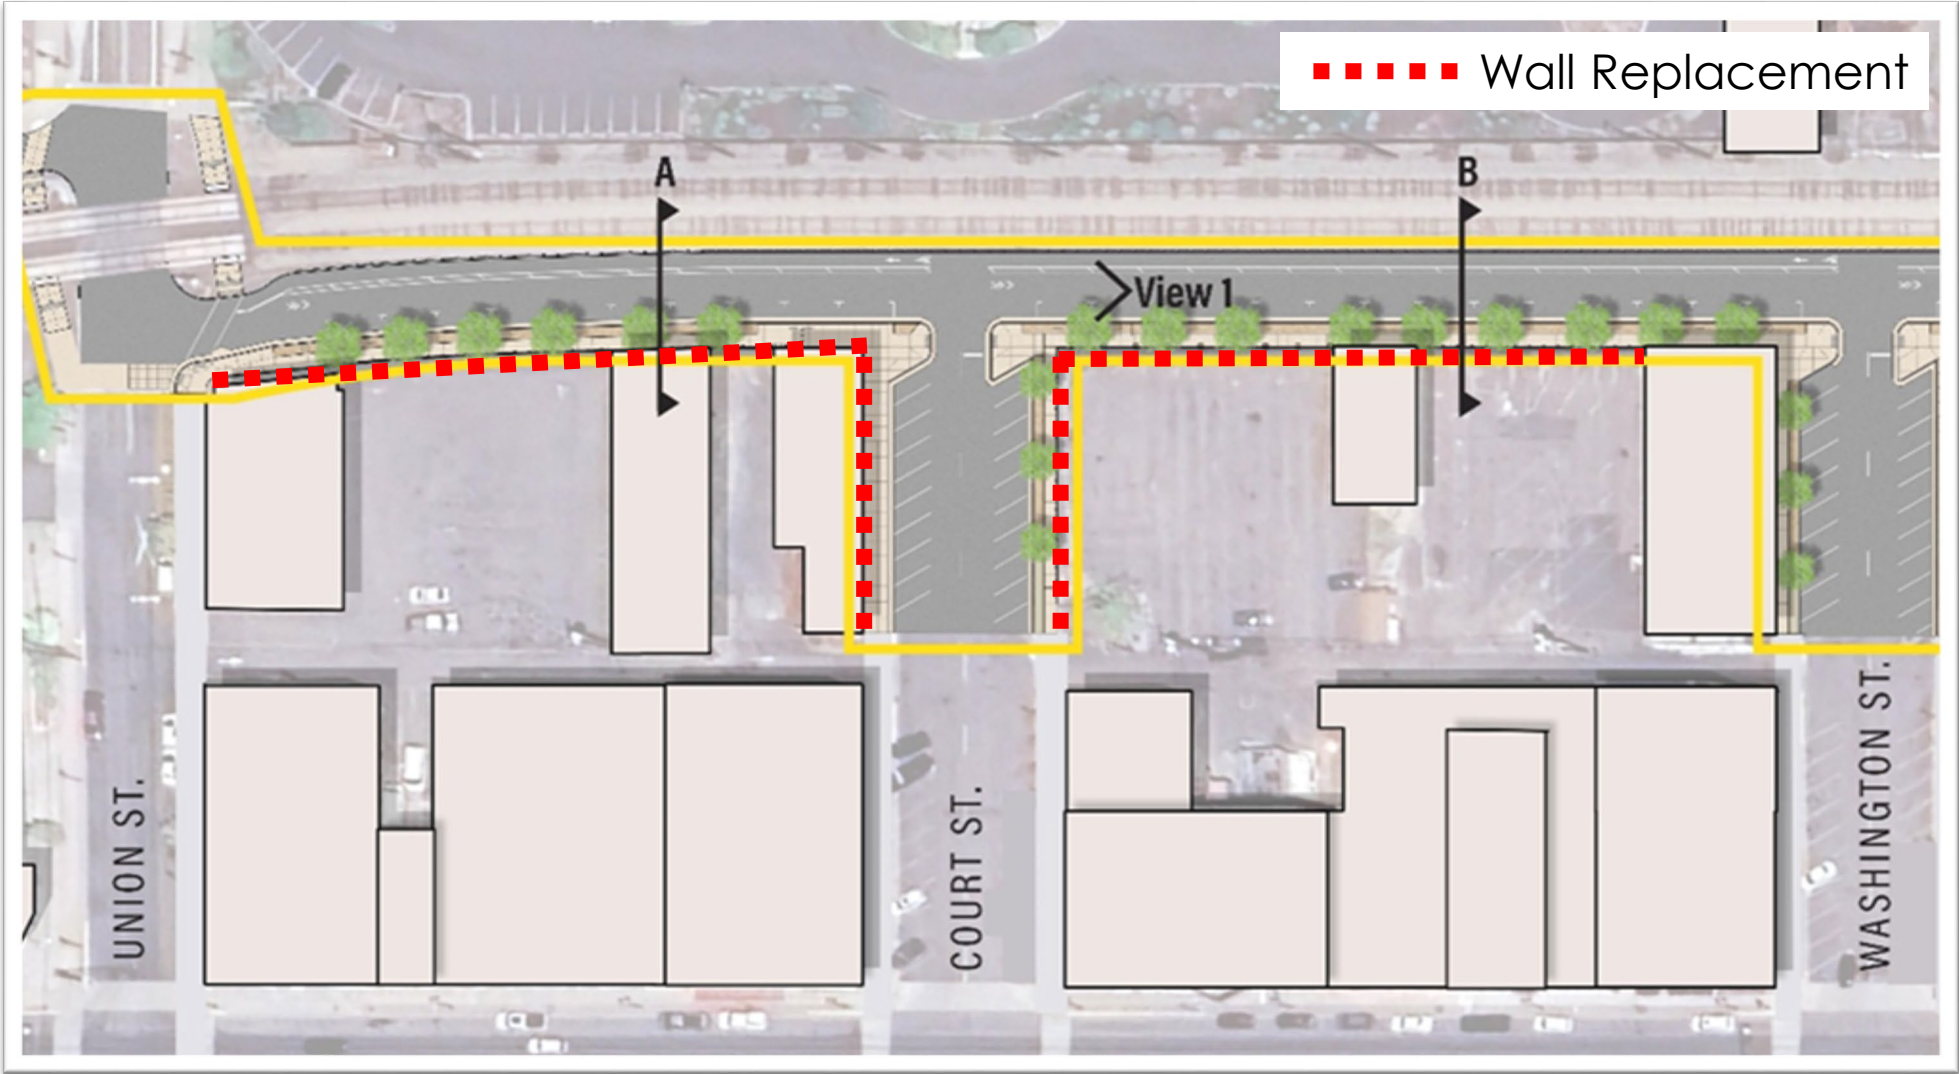 Wall Replacement
A
B
View 1
UNION ST.
COURT ST.
WASHINGTON ST.